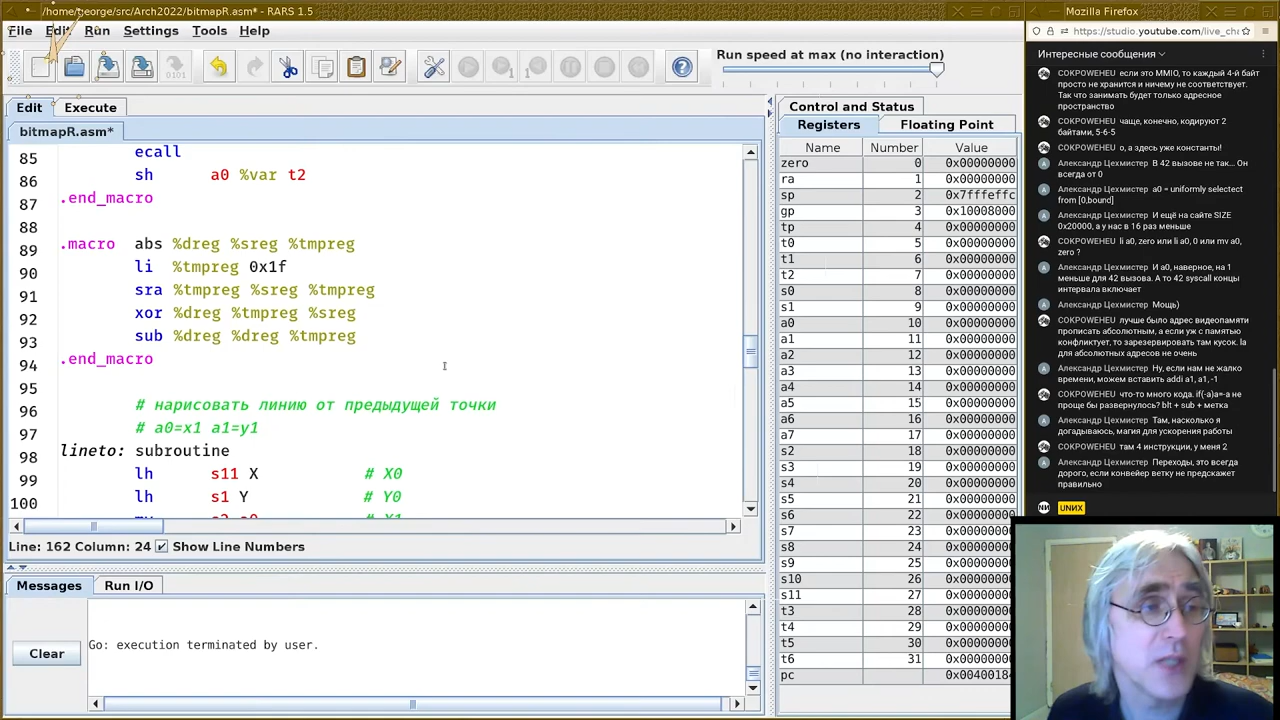 /home/george/src/Arch2022/bitmapR.asm* - RARS 1.5
File Edit Run Settings Tools Help
Run speed at max (no interaction)
Edit Execute
bitmapR.asm*
85 ecall
86 sh a0 %var t2
87 .end_macro
88
89 .macro abs %dreg %sreg %tmpreg
90 li %tmpreg 0x1f
91 sra %tmpreg %sreg %tmpreg
92 xor %dreg %tmpreg %sreg
93 sub %dreg %dreg %tmpreg
94 .end_macro
95
96 # нарисовать линию от предыдущей точки
97 # a0=x1 a1=y1
98 lineto: subroutine
99 lh s11 X # X0
100 lh s1 Y # Y0
Line: 162 Column: 24 Show Line Numbers
Messages Run I/O
Go: execution terminated by user.
Clear
Control and Status
Registers Floating Point
Name Number Value
zero 0 0x00000000
ra 1 0x00000000
sp 2 0x7fffeffc
gp 3 0x10008000
tp 4 0x00000000
t0 5 0x00000000
t1 6 0x00000000
t2 7 0x00000000
s0 8 0x00000000
s1 9 0x00000000
a0 10 0x00000000
a1 11 0x00000000
a2 12 0x00000000
a3 13 0x00000000
a4 14 0x00000000
a5 15 0x00000000
a6 16 0x00000000
a7 17 0x00000000
s2 18 0x00000000
s3 19 0x00000000
s4 20 0x00000000
s5 21 0x00000000
s6 22 0x00000000
s7 23 0x00000000
s8 24 0x00000000
s9 25 0x00000000
s10 26 0x00000000
s11 27 0x00000000
t3 28 0x00000000
t4 29 0x00000000
t5 30 0x00000000
t6 31 0x00000000
pc 0x00400184
Mozilla Firefox
https://studio.youtube.com/live_ch
Интересные сообщения
COKPOWEHEU если это MMIO, то каждый 4-й байт
просто не хранится и ничему не соответствует.
Так что занимать будет только адресное
пространство
COKPOWEHEU чаще, конечно, кодируют 2
байтами, 5-6-5
COKPOWEHEU о, а здесь уже константы!
Александр Цехмистер В 42 вызове не так... Он
всегда от 0
Александр Цехмистер a0 = uniformly selectect
from [0,bound]
Александр Цехмистер И ещё на сайте SIZE
0x20000, а у нас в 16 раз меньше
COKPOWEHEU li a0, zero или li a0, 0 или mv a0,
zero ?
Александр Цехмистер И a0, наверное, на 1
меньше для 42 вызова. А то 42 syscall концы
интервала включает
Александр Цехмистер Мощь)
COKPOWEHEU лучше было адрес видеопамяти
прописать абсолютным, а если уж с памятью
конфликтует, то зарезервировать там кусок. la
для абсолютных адресов не очень
Александр Цехмистер Ну, если нам не жалко
времени, можем вставить addi a1, a1, -1
COKPOWEHEU что-то много кода. if(-a)a=-a не
проще бы развернулось? blt + sub + метка
Александр Цехмистер Там, насколько я
догадываюсь, магия для ускорения работы
COKPOWEHEU там 4 инструкции, у меня 2
Александр Цехмистер Переходы, это всегда
дорого, если конвейер ветку не предскажет
правильно
UNИX